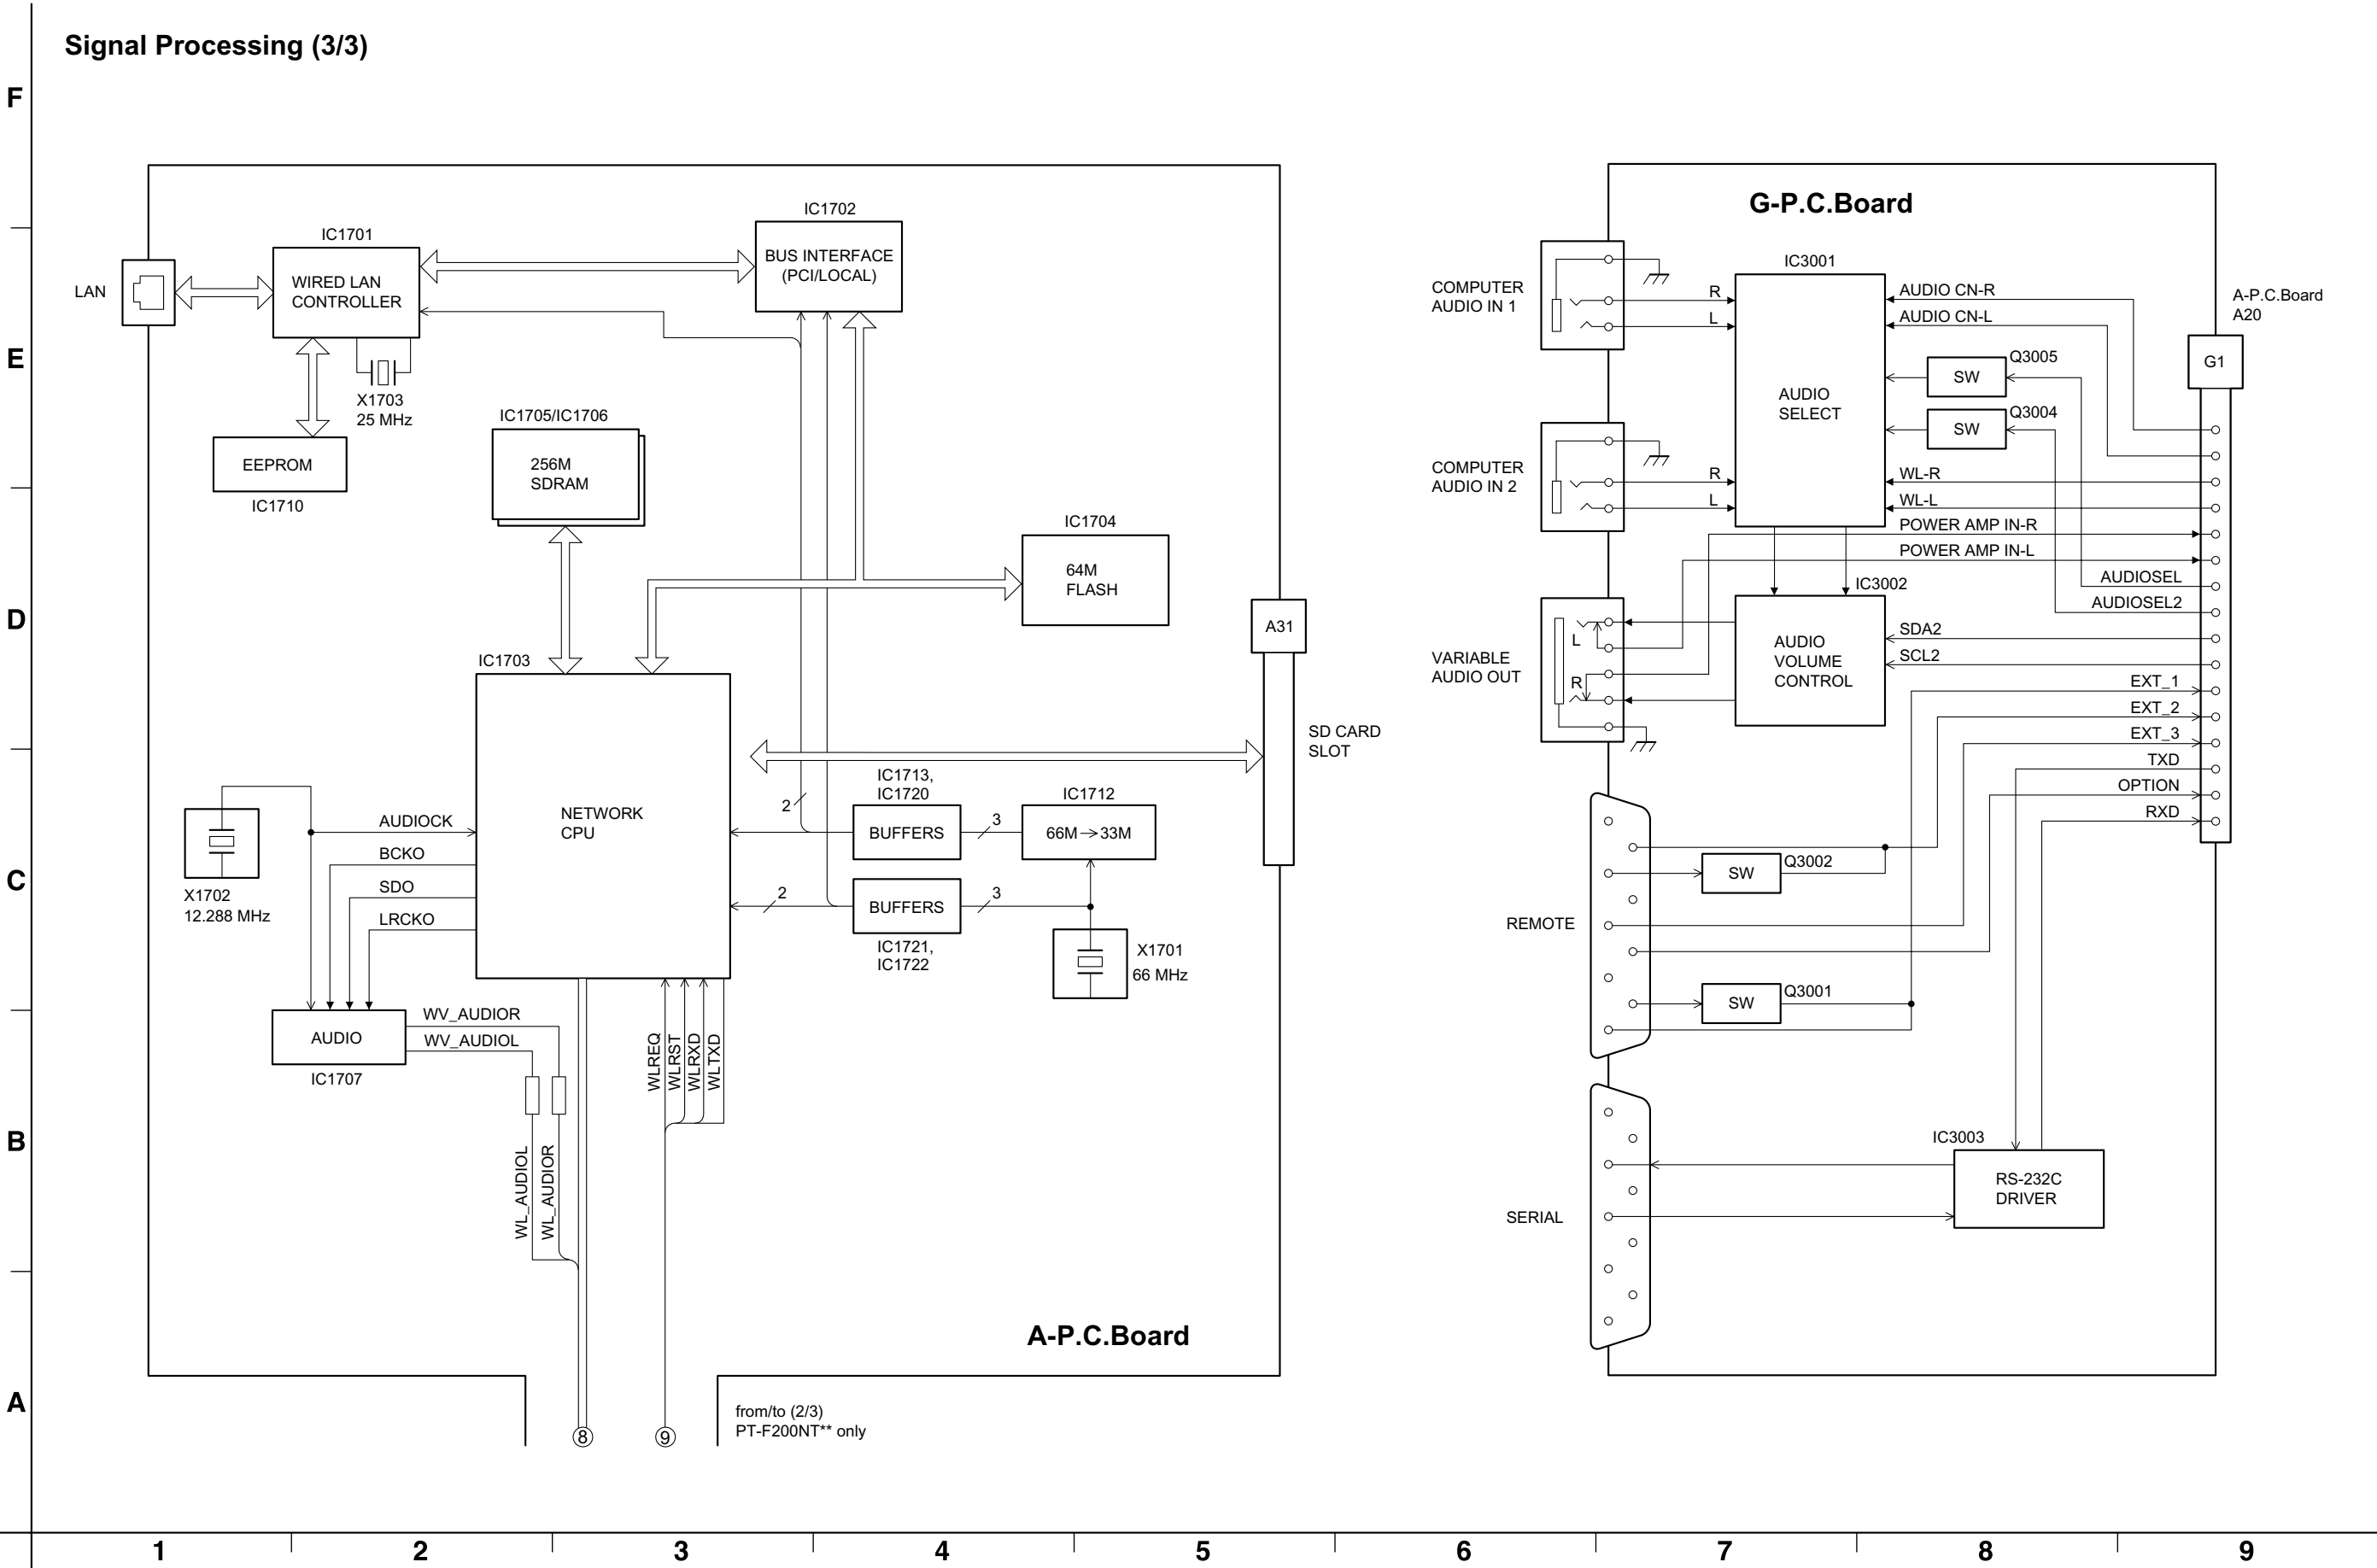 Signal Processing (3/3)
F
E
D
C
B
A
IC1701
WIRED LAN
CONTROLLER
LAN
IC1702
BUS INTERFACE
(PCI/LOCAL)
X1703
25 MHz
EEPROM
IC1710
IC1705/IC1706
256M
SDRAM
IC1704
64M
FLASH
A31
SD CARD
SLOT
IC1703
NETWORK
CPU
2
IC1713,
IC1720
BUFFERS
3
IC1712
66M→33M
2
BUFFERS
3
IC1721,
IC1722
X1701
66 MHz
X1702
12.288 MHz
AUDIOCK
BCKO
SDO
LRCKO
AUDIO
IC1707
WV_AUDIOR
WV_AUDIOL
WL_AUDIOL
WL_AUDIOR
WLREQ
WLRST
WLRXD
WLTXD
A-P.C.Board
from/to (2/3)
PT-F200NT** only
8
9
G-P.C.Board
COMPUTER
AUDIO IN 1
R
L
IC3001
AUDIO
SELECT
AUDIO CN-R
AUDIO CN-L
SW
Q3005
SW
Q3004
A-P.C.Board
A20
G1
COMPUTER
AUDIO IN 2
R
L
WL-R
WL-L
POWER AMP IN-R
POWER AMP IN-L
AUDIOSEL
AUDIOSEL2
IC3002
AUDIO
VOLUME
CONTROL
VARIABLE
AUDIO OUT
L
R
SDA2
SCL2
EXT_1
EXT_2
EXT_3
TXD
OPTION
RXD
REMOTE
SW
Q3002
SW
Q3001
SERIAL
IC3003
RS-232C
DRIVER
1
2
3
4
5
6
7
8
9